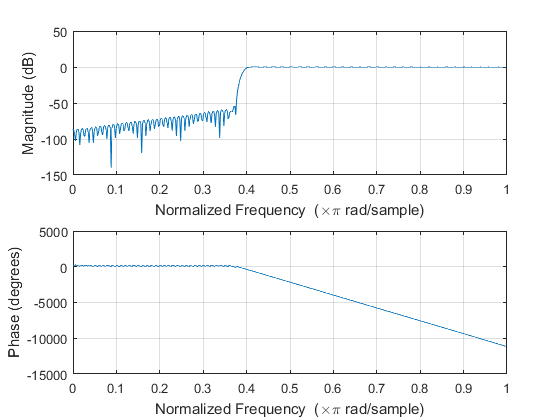 50
0
-50
-100
-150
Magnitude (dB)
0 0.1 0.2 0.3 0.4 0.5 0.6 0.7 0.8 0.9 1
Normalized Frequency (×π rad/sample)
5000
0
-5000
-10000
-15000
Phase (degrees)
0 0.1 0.2 0.3 0.4 0.5 0.6 0.7 0.8 0.9 1
Normalized Frequency (×π rad/sample)